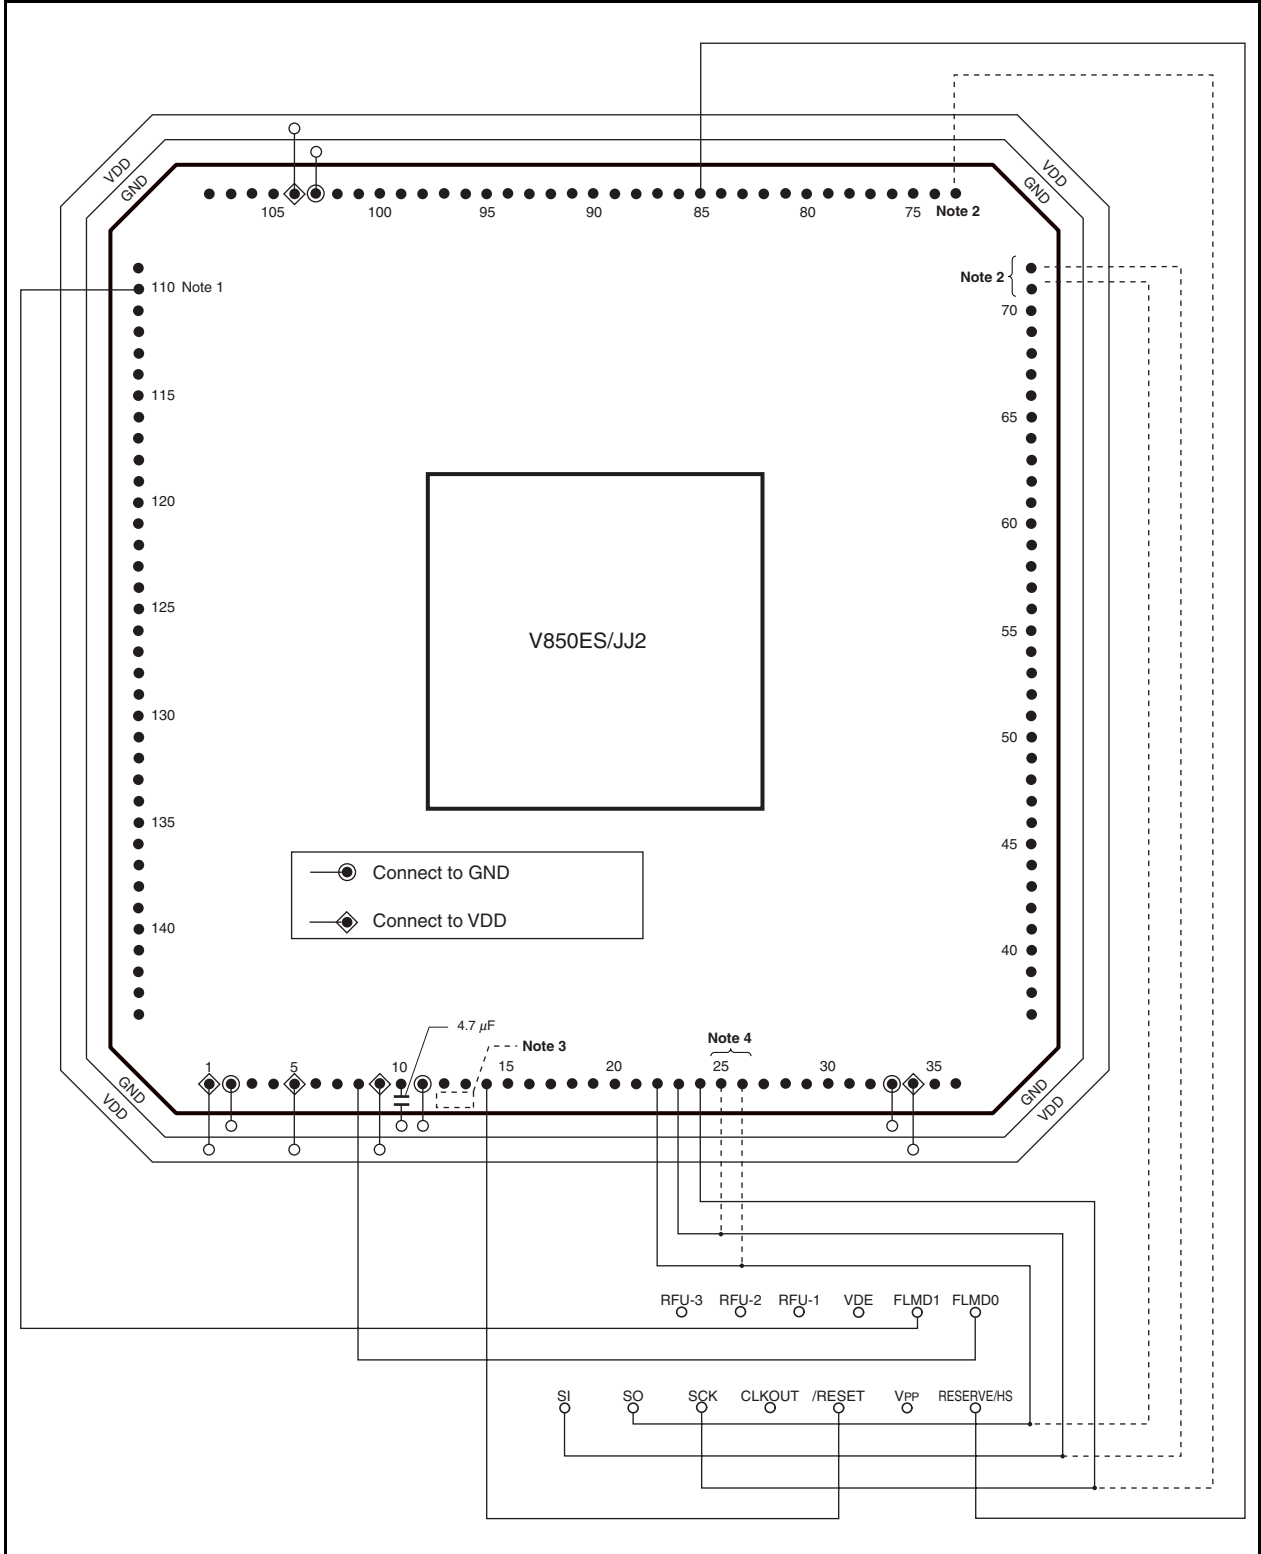 VDD
GND
VDD
GND
105
100
95
90
85
80
75
Note 2
110 Note 1
Note 2
70
115
65
120
60
125
55
V850ES/JJ2
130
50
135
45
Connect to GND
Connect to VDD
140
40
4.7 µF
Note 3
Note 4
1
5
10
15
20
25
30
35
GND
VDD
GND
VDD
RFU-3
RFU-2
RFU-1
VDE
FLMD1
FLMD0
SI
SO
SCK
CLKOUT
/RESET
VPP
RESERVE/HS